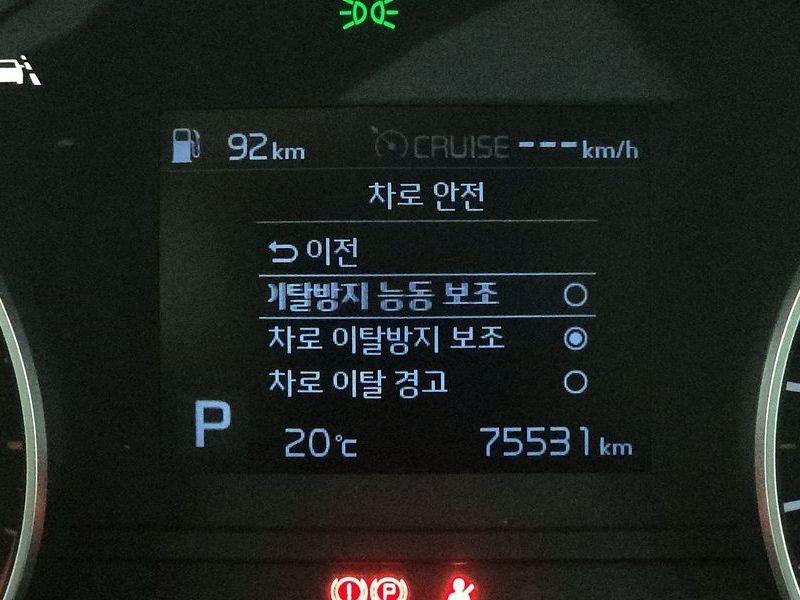 92km CRUISE ---km/h
차로 안전
이전
이탈방지 능동 보조
차로 이탈방지 보조
차로 이탈 경고
P
20℃ 75531km
P